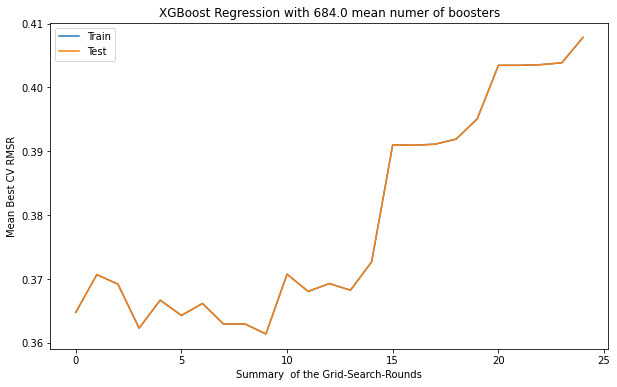 XGBoost Regression with 684.0 mean numer of boosters
Train
Test
Mean Best CV RMSR
0.41
0.40
0.39
0.38
0.37
0.36
0 5 10 15 20 25
Summary  of the Grid-Search-Rounds